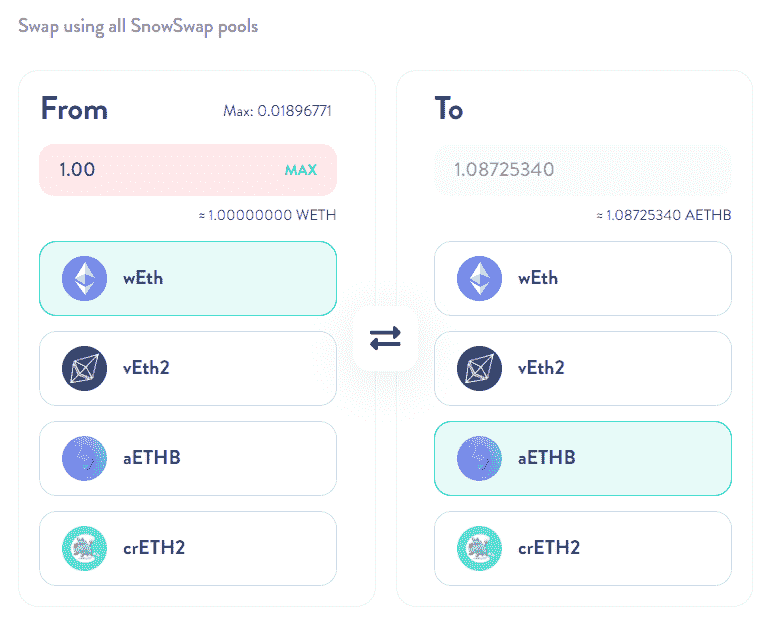 Swap using all SnowSwap pools
From
Max: 0.01896771
1.00
MAX
≈ 1.00000000 WETH
wEth
vEth2
aETHB
crETH2
To
1.08725340
≈ 1.08725340 AETHB
wEth
vEth2
aETHB
crETH2